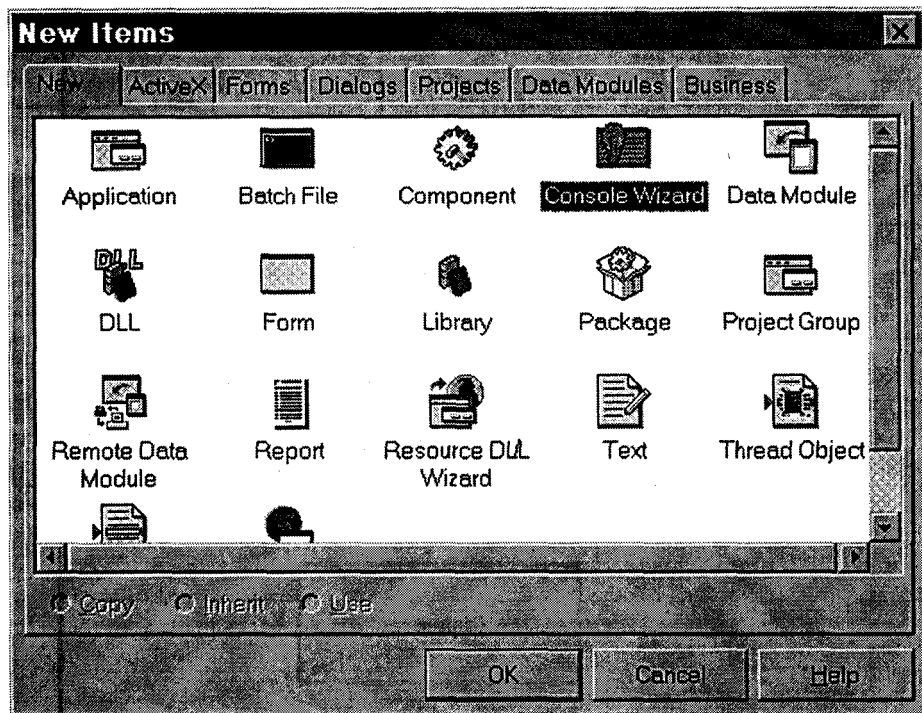 New Items
New ActiveX Forms Dialogs Projects Data Modules Business
Application Batch File Component Console Wizard Data Module
DLL
DLL Form Library Package Project Group
Remote Data Module Report Resource DLL Wizard Text Thread Object
Copy Inherit Use
OK Cancel Help